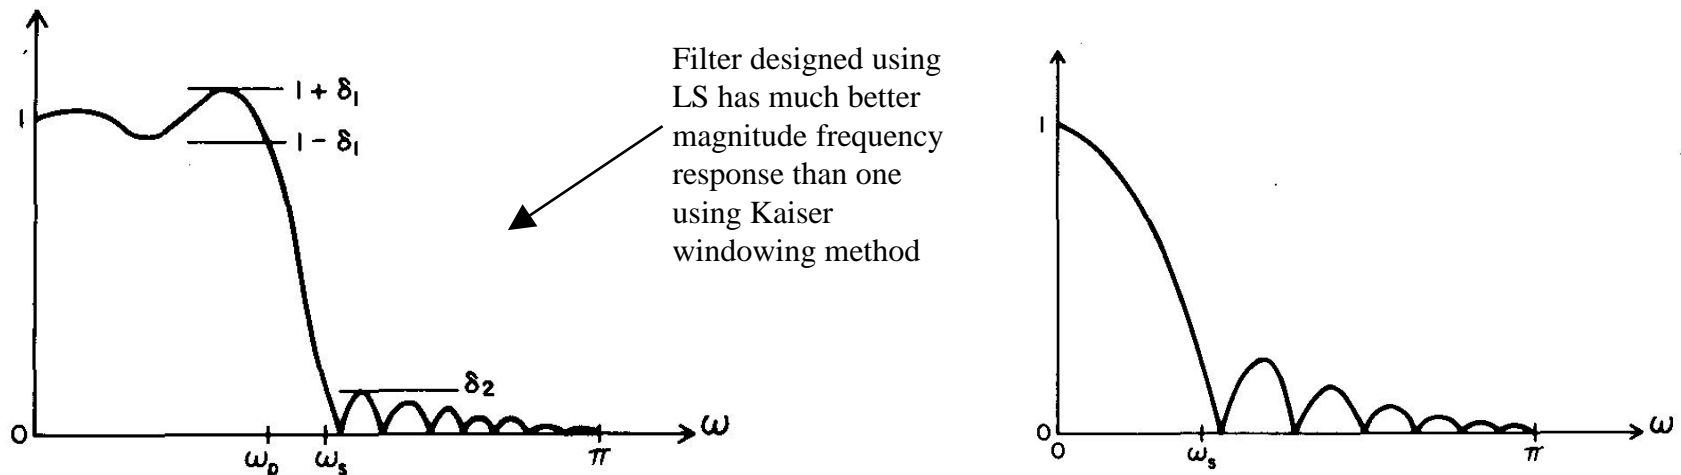 1 + δ₁
1
1 − δ₁
δ₂
0
ωₚ
ωₛ
π
ω
Filter designed using
LS has much better
magnitude frequency
response than one
using Kaiser
windowing method
1
0
0
ωₛ
π
ω